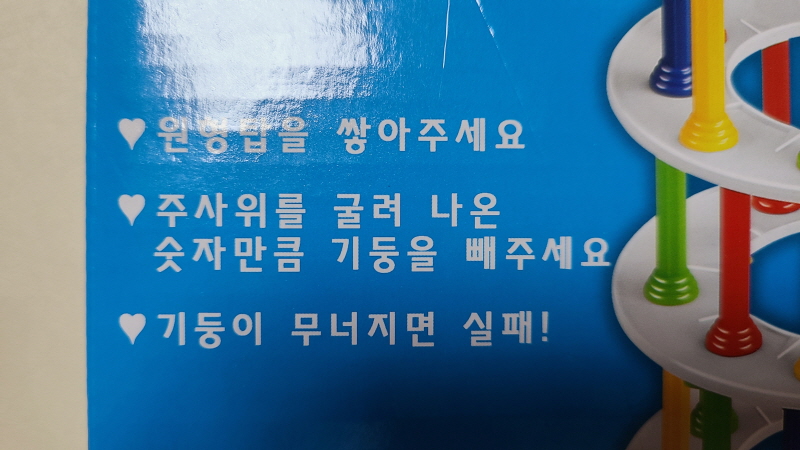 ♥원형탑을 쌓아주세요
♥주사위를 굴려 나온
숫자만큼 기둥을 빼주세요
♥기둥이 무너지면 실패!